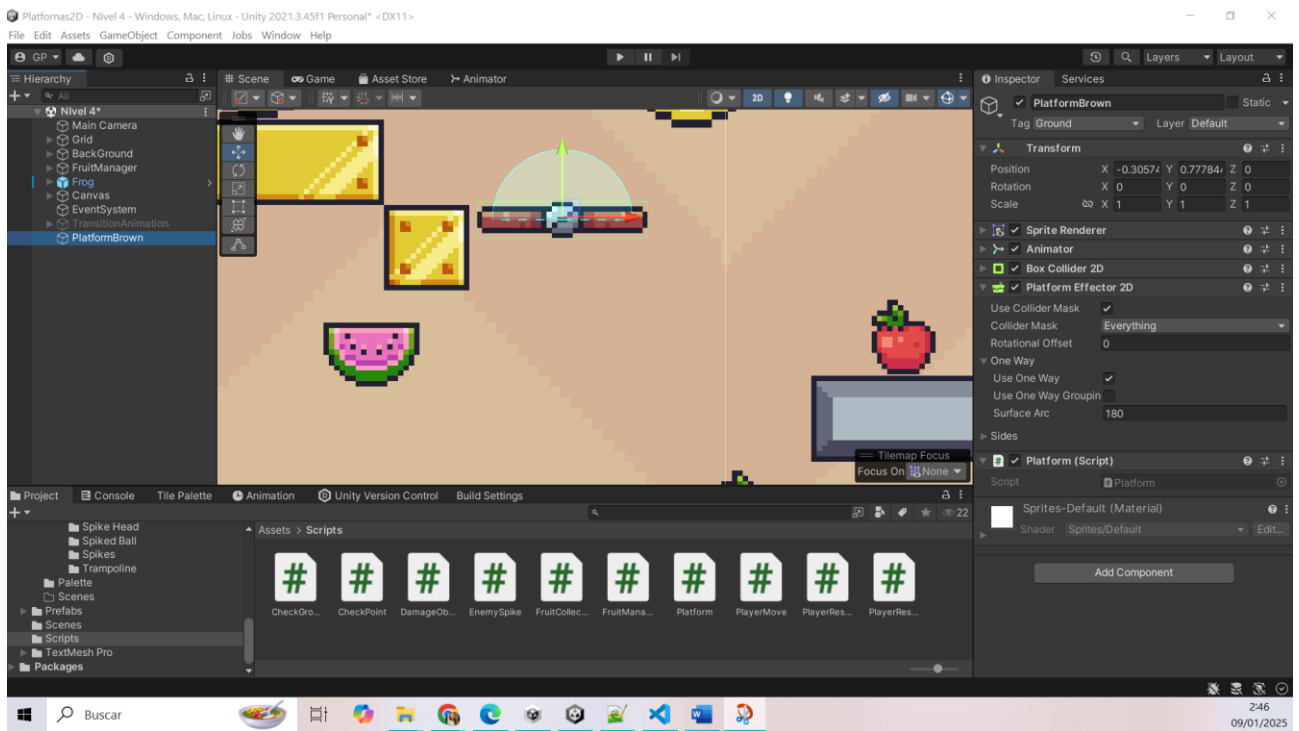 Platfornas2D - NIvel 4 - Windows, Mac, Linux - Unity 2021.3.45f1 Personal* <DX11>
File Edit Assets GameObject Component Jobs Window Help
GP Layers Layout
Hierarchy
All
NIvel 4*
Main Camera
Grid
BackGround
FruitManager
Frog
Canvas
EventSystem
TransitionAnimation
PlatformBrown
Scene Game Asset Store Animator
2D
Tilemap Focus
Focus On None
Inspector Services
PlatformBrown Static
Tag Ground Layer Default
Transform
Position X -0.30574 Y 0.77784 Z 0
Rotation X 0 Y 0 Z 0
Scale X 1 Y 1 Z 1
Sprite Renderer
Animator
Box Collider 2D
Platform Effector 2D
Use Collider Mask
Collider Mask Everything
Rotational Offset 0
One Way
Use One Way
Use One Way Groupin
Surface Arc 180
Sides
Platform (Script)
Script Platform
Sprites-Default (Material)
Shader Sprites/Default Edit...
Add Component
Project Console Tile Palette Animation Unity Version Control Build Settings
22
Spike Head
Spiked Ball
Spikes
Trampoline
Palette
Scenes
Prefabs
Scenes
Scripts
TextMesh Pro
Packages
Assets > Scripts
CheckGro... CheckPoint DamageOb... EnemySpike FruitCollec... FruitMana... Platform PlayerMove PlayerRes... PlayerRes...
Buscar
2:46
09/01/2025